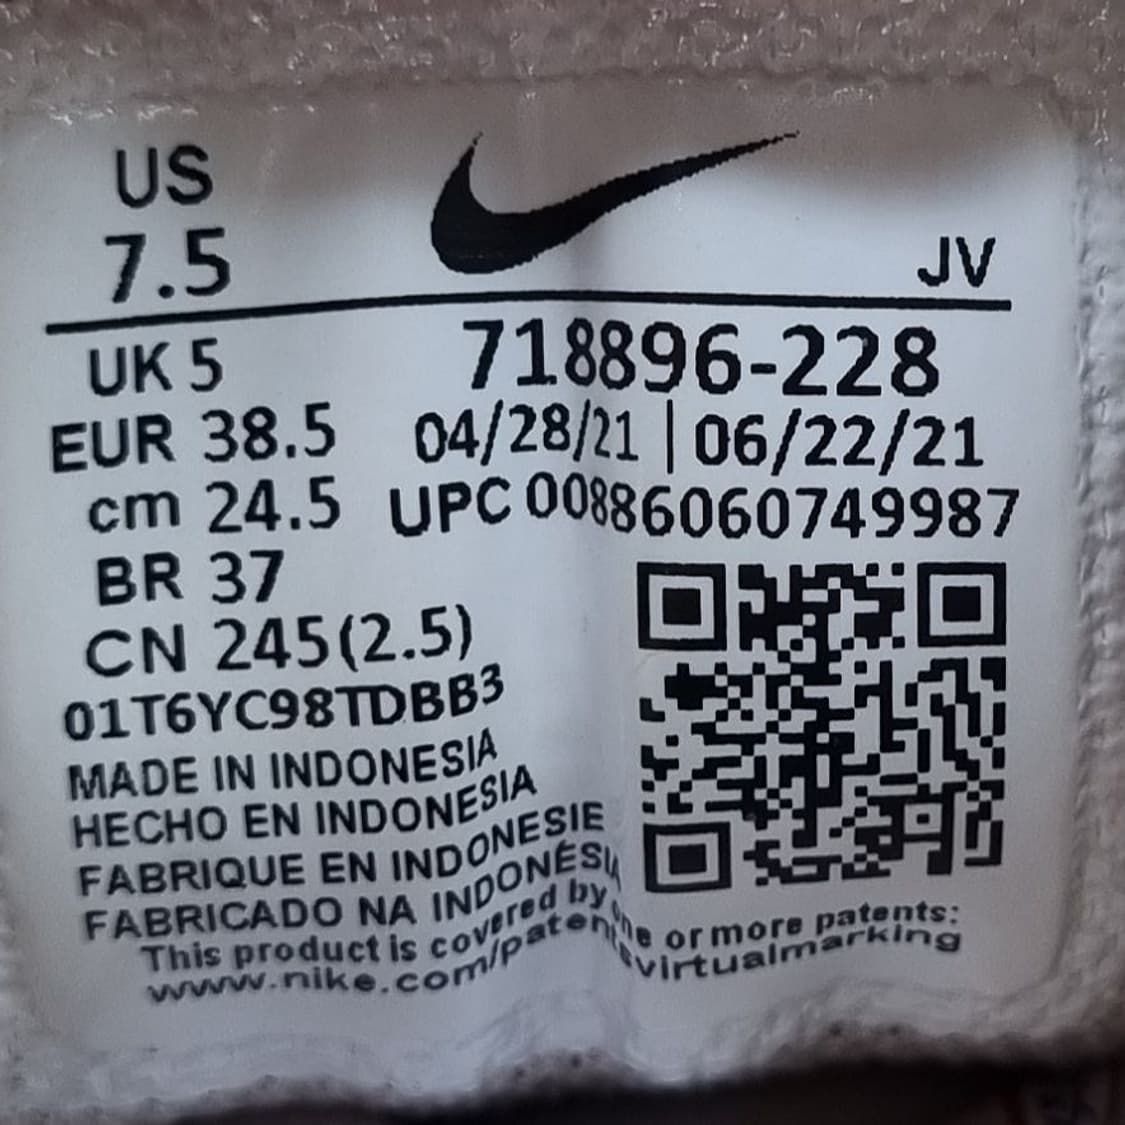 US
7.5
JV
UK 5
718896-228
EUR 38.5
04/28/21 | 06/22/21
cm 24.5
UPC 00886060749987
BR 37
CN 245(2.5)
01T6YC98TDBB3
MADE IN INDONESIA
HECHO EN INDONESIA
FABRIQUE EN INDONESIE
FABRICADO NA INDONÉSIA
This product is covered by one or more patents:
www.nike.com/patentsvirtualmarking